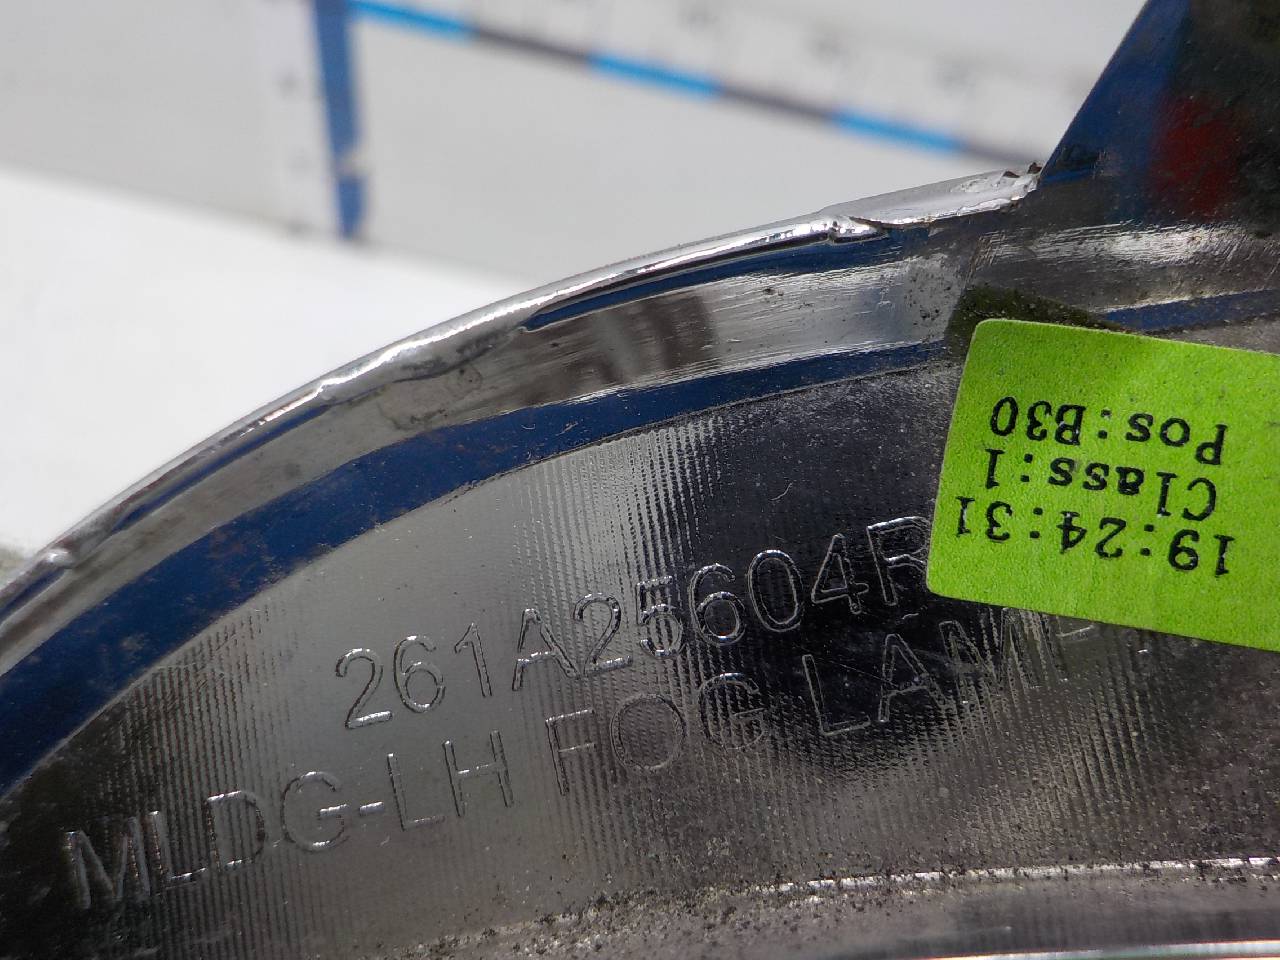 261A25604R
MLDG-LH FOG LAMP
Pos:B30
Class:1
19:24:31